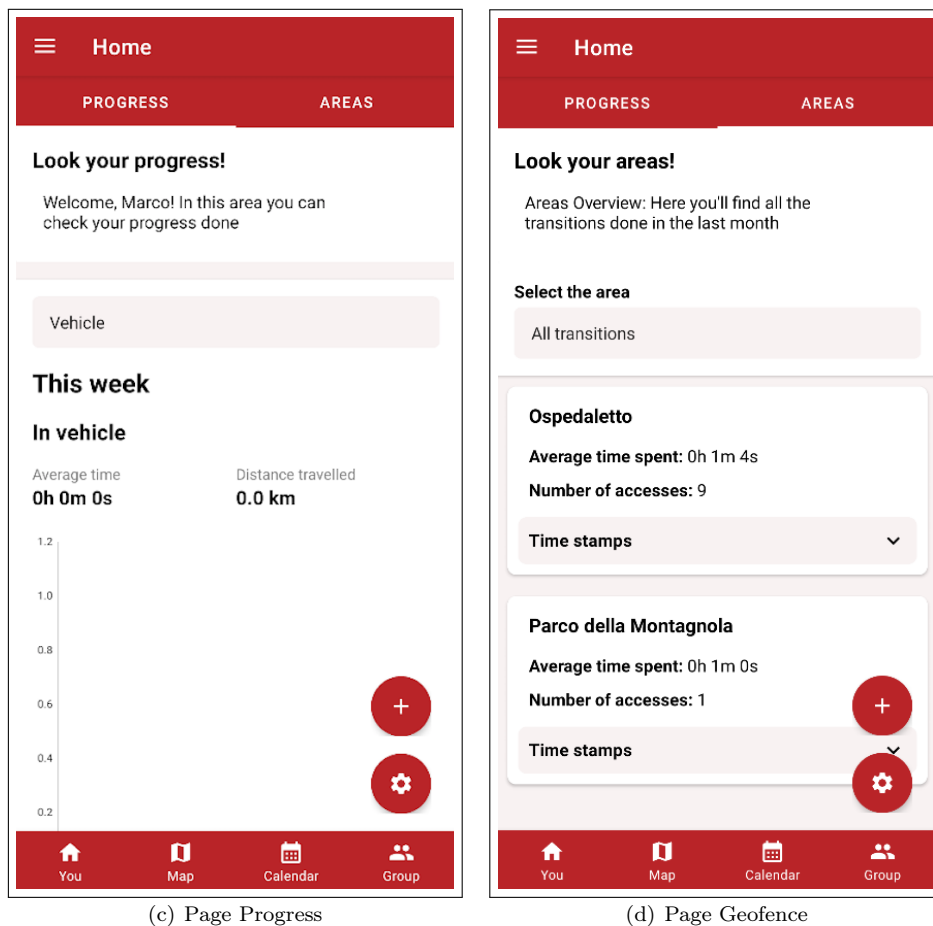 Home
PROGRESS AREAS
Look your progress!
Welcome, Marco! In this area you can
check your progress done
Vehicle
This week
In vehicle
Average time Distance travelled
0h 0m 0s 0.0 km
1.2
1.0
0.8
0.6
0.4
0.2
You Map Calendar Group
(c) Page Progress
Home
PROGRESS AREAS
Look your areas!
Areas Overview: Here you'll find all the
transitions done in the last month
Select the area
All transitions
Ospedaletto
Average time spent: 0h 1m 4s
Number of accesses: 9
Time stamps
Parco della Montagnola
Average time spent: 0h 1m 0s
Number of accesses: 1
Time stamps
You Map Calendar Group
(d) Page Geofence